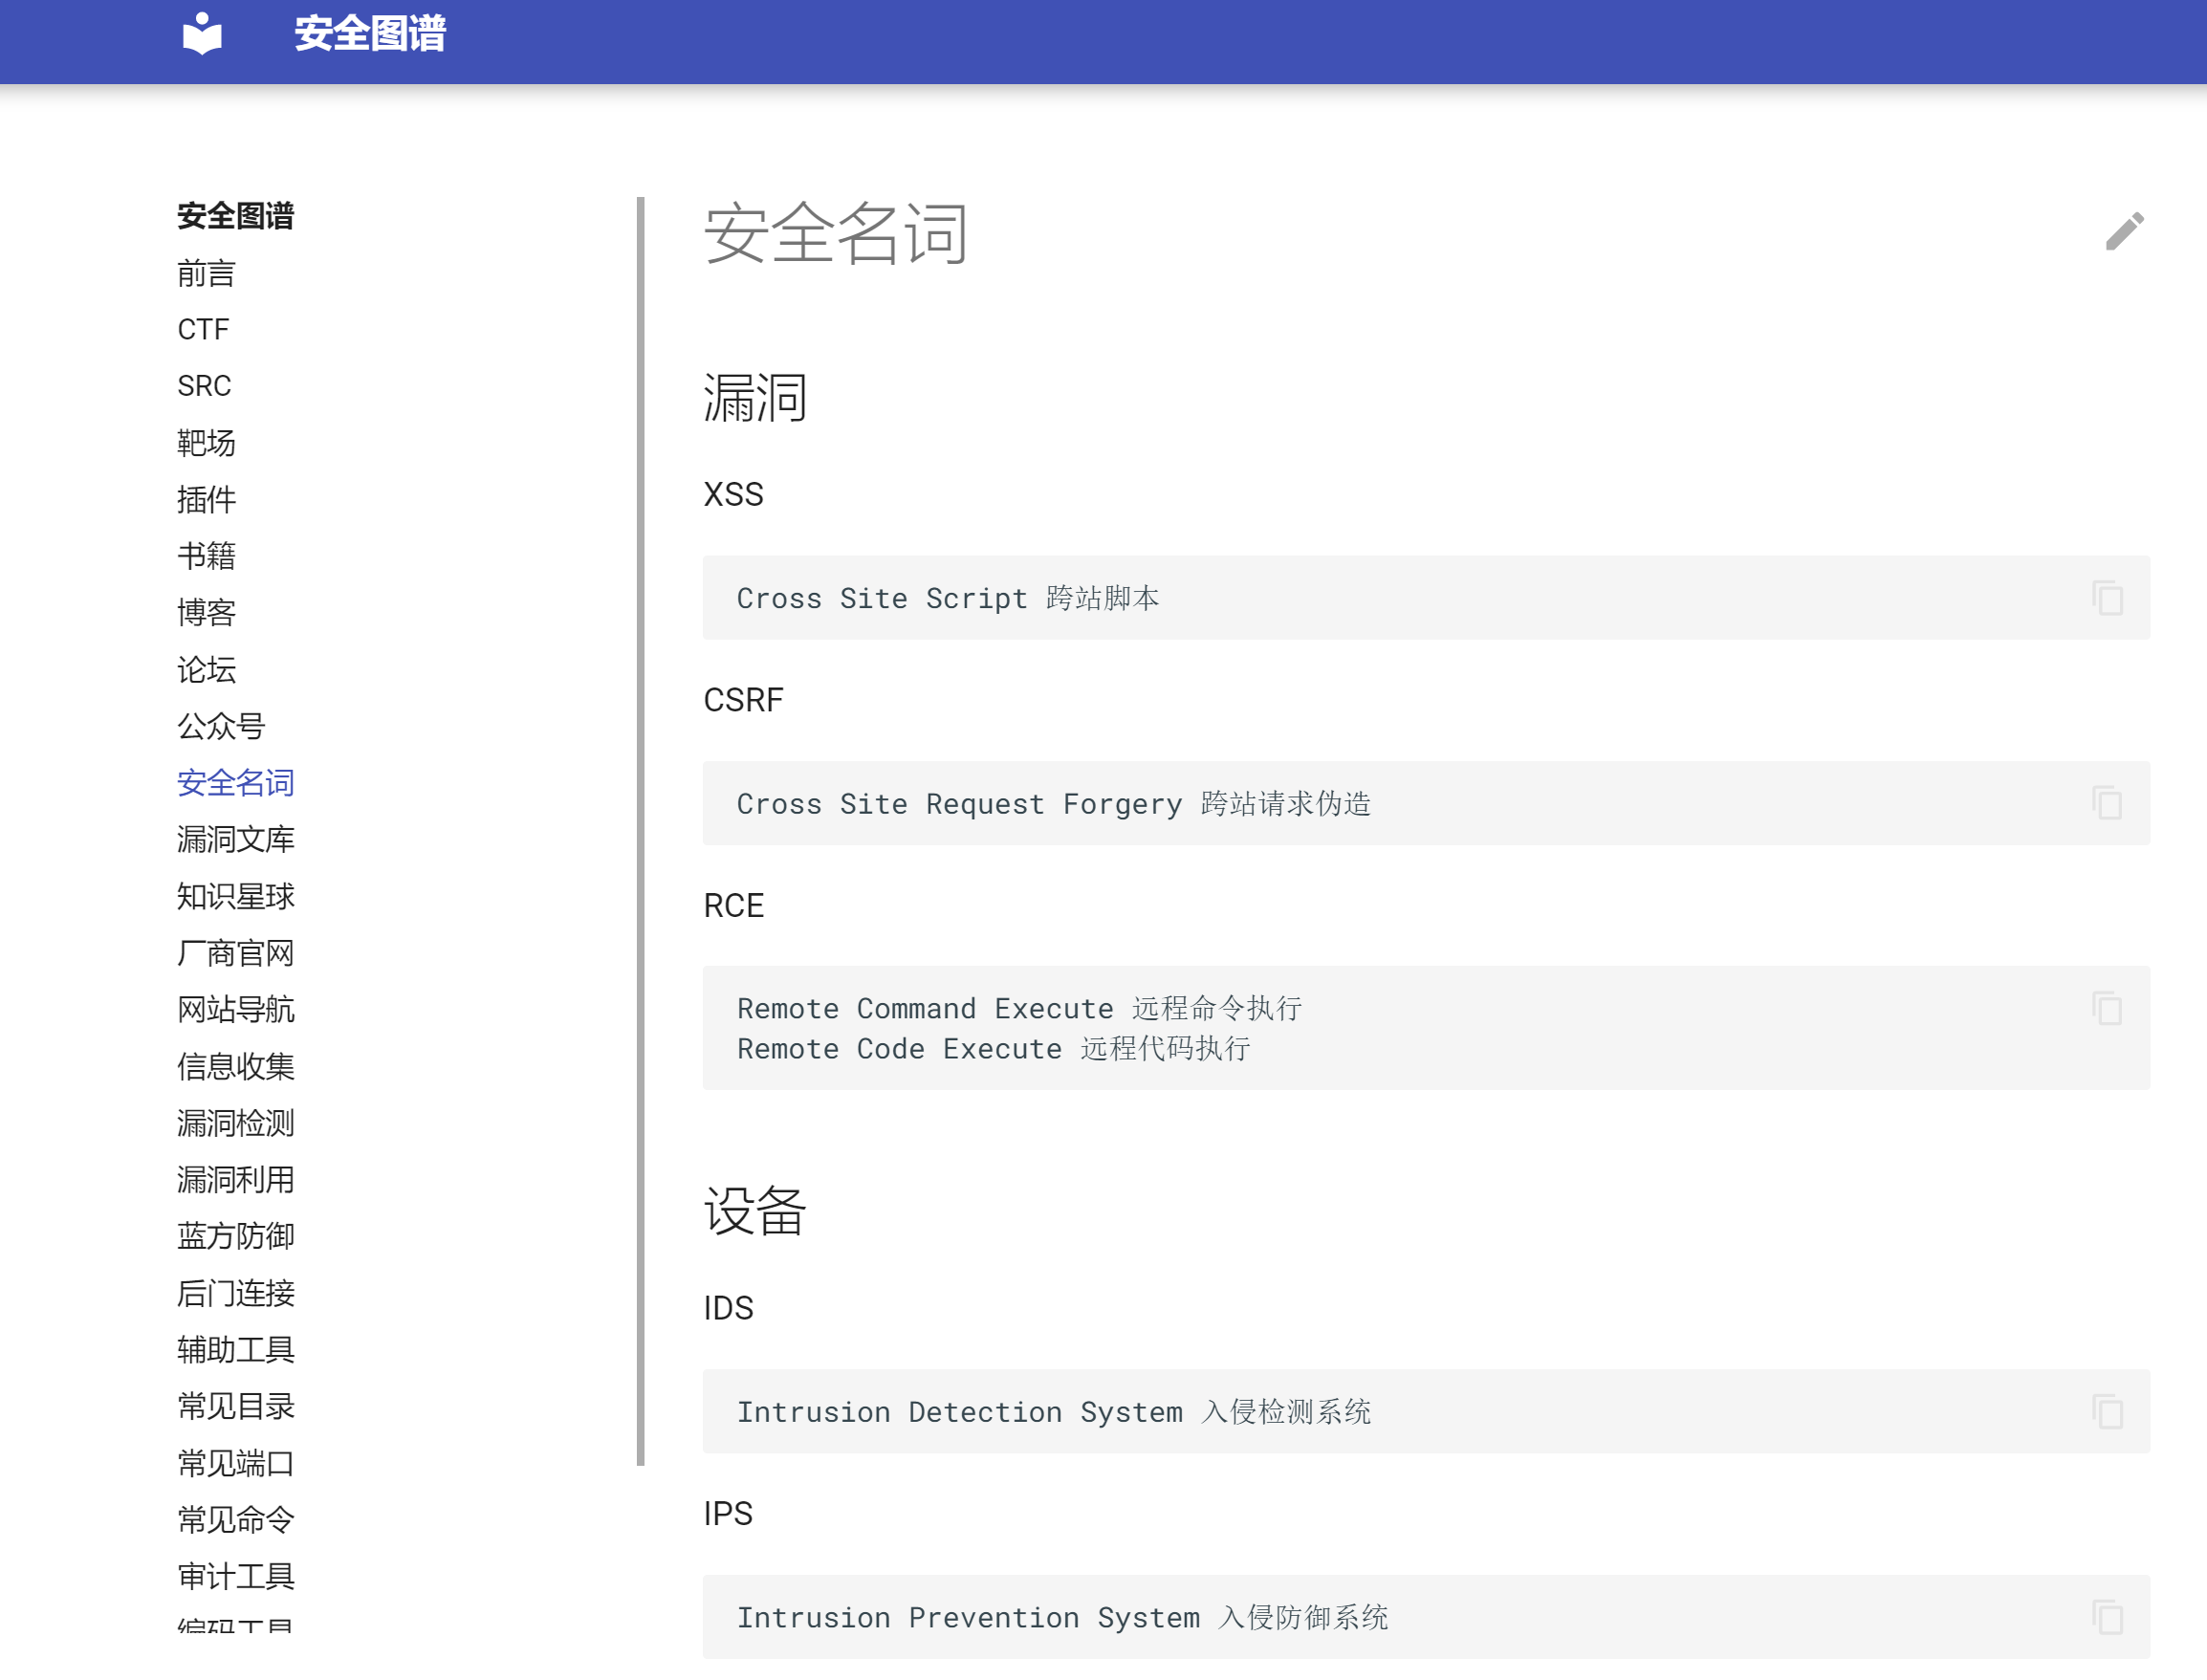 安全图谱
安全图谱
前言
CTF
SRC
靶场
插件
书籍
博客
论坛
公众号
安全名词
漏洞文库
知识星球
厂商官网
网站导航
信息收集
漏洞检测
漏洞利用
蓝方防御
后门连接
辅助工具
常见目录
常见端口
常见命令
审计工具
编码工具
安全名词
漏洞
XSS
Cross Site Script 跨站脚本
CSRF
Cross Site Request Forgery 跨站请求伪造
RCE
Remote Command Execute 远程命令执行
Remote Code Execute 远程代码执行
设备
IDS
Intrusion Detection System 入侵检测系统
IPS
Intrusion Prevention System 入侵防御系统